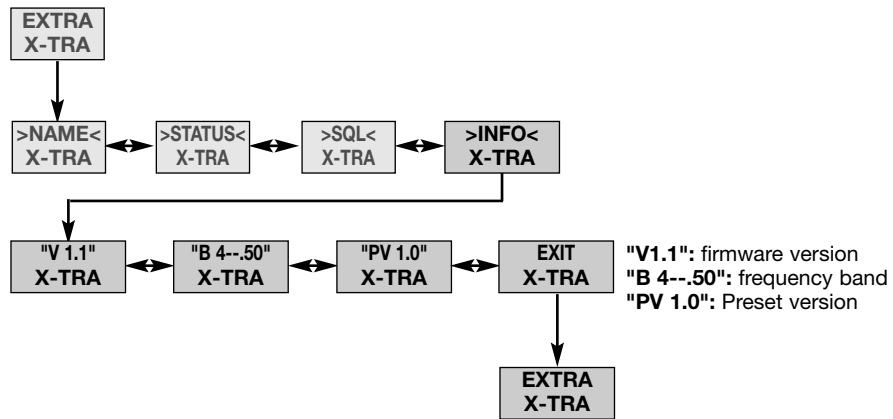 EXTRA
X-TRA
>NAME<
X-TRA
>STATUS<
X-TRA
>SQL<
X-TRA
>INFO<
X-TRA
"V 1.1"
X-TRA
"B 4--.50"
X-TRA
"PV 1.0"
X-TRA
EXIT
X-TRA
"V1.1": firmware version
"B 4--.50": frequency band
"PV 1.0": Preset version
EXTRA
X-TRA